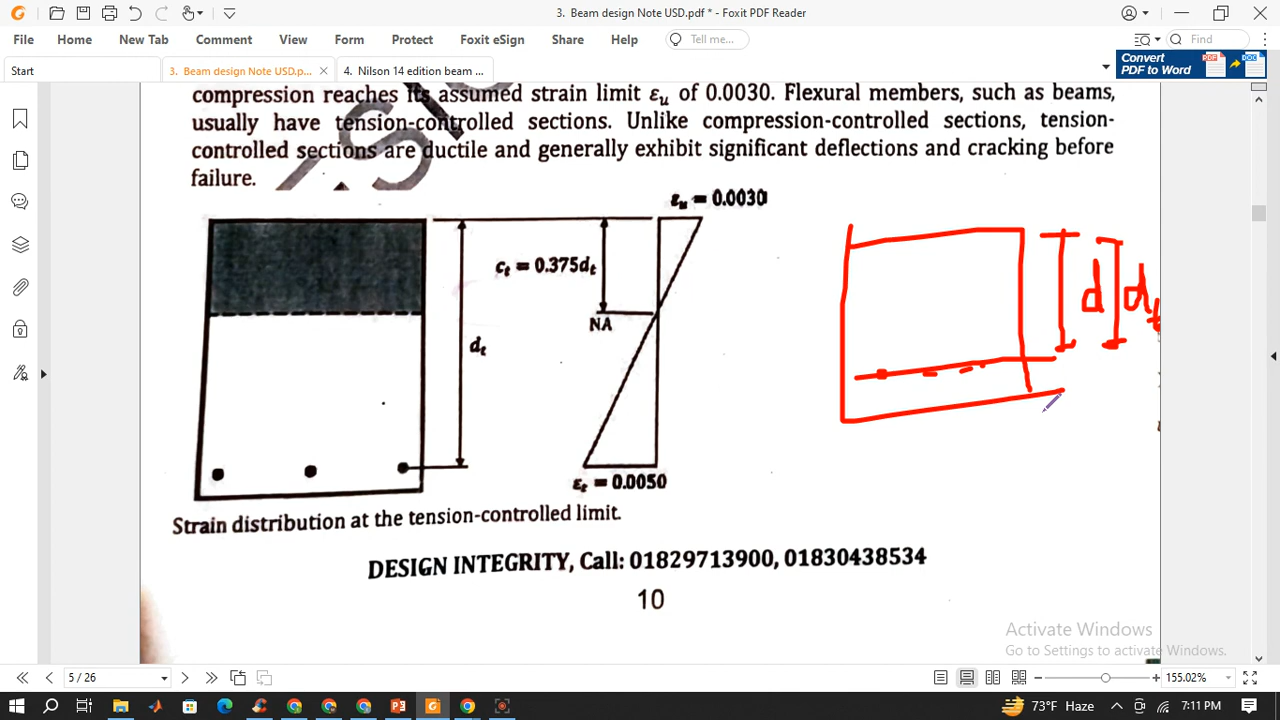 3. Beam design Note USD.pdf * - Foxit PDF Reader
File Home New Tab Comment View Form Protect Foxit eSign Share Help Tell me... Find
Start 3. Beam design Note USD.p... 4. Nilson 14 edition beam ... Convert PDF to Word
compression reaches its assumed strain limit εu of 0.0030. Flexural members, such as beams,
usually have tension-controlled sections. Unlike compression-controlled sections, tension-
controlled sections are ductile and generally exhibit significant deflections and cracking before
failure.
εu = 0.0030
ct = 0.375dt
NA
dt
d
dt
εt = 0.0050
Strain distribution at the tension-controlled limit.
DESIGN INTEGRITY, Call: 01829713900, 01830438534
10
Activate Windows
Go to Settings to activate Windows.
5 / 26
155.02%
73°F Haze
7:11 PM